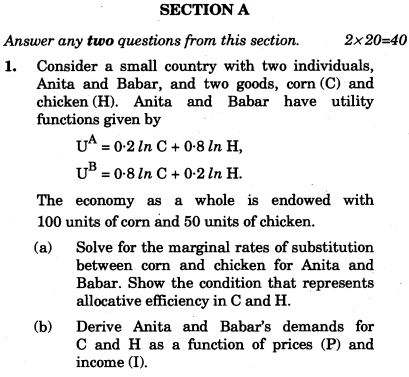 SECTION A
Answer any two questions from this section. 2×20=40
1. Consider a small country with two individuals,
Anita and Babar, and two goods, corn (C) and
chicken (H). Anita and Babar have utility
functions given by
Uᴬ = 0·2 ln C + 0·8 ln H,
Uᴮ = 0·8 ln C + 0·2 ln H.
The economy as a whole is endowed with
100 units of corn and 50 units of chicken.
(a) Solve for the marginal rates of substitution
between corn and chicken for Anita and
Babar. Show the condition that represents
allocative efficiency in C and H.
(b) Derive Anita and Babar's demands for
C and H as a function of prices (P) and
income (I).